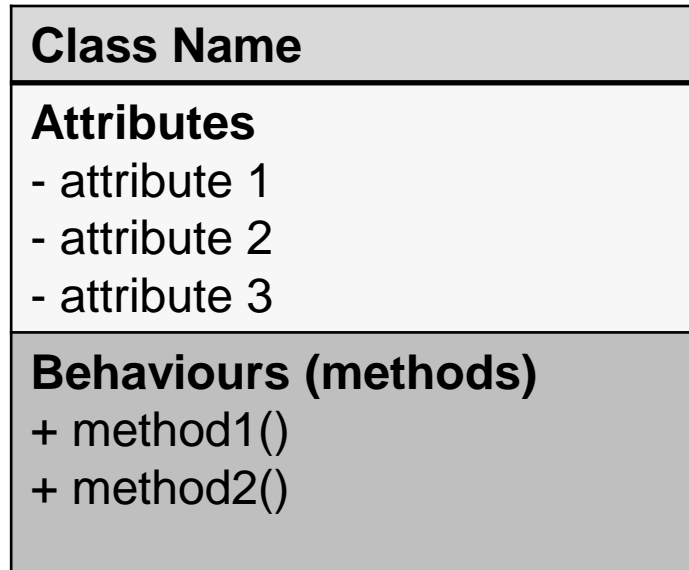 Class Name
Attributes
- attribute 1
- attribute 2
- attribute 3
Behaviours (methods)
+ method1()
+ method2()